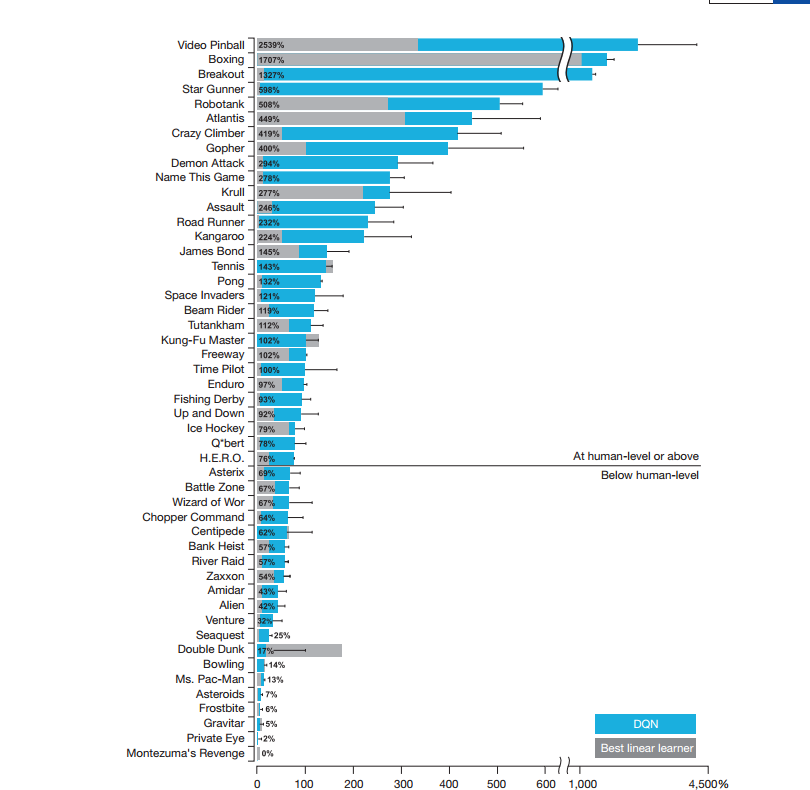 Video Pinball 2539%
Boxing 1707%
Breakout 1327%
Star Gunner 598%
Robotank 508%
Atlantis 449%
Crazy Climber 419%
Gopher 400%
Demon Attack 294%
Name This Game 278%
Krull 277%
Assault 246%
Road Runner 232%
Kangaroo 224%
James Bond 145%
Tennis 143%
Pong 132%
Space Invaders 121%
Beam Rider 119%
Tutankham 112%
Kung-Fu Master 102%
Freeway 102%
Time Pilot 100%
Enduro 97%
Fishing Derby 93%
Up and Down 92%
Ice Hockey 79%
Q*bert 78%
H.E.R.O. 76% At human-level or above
Asterix 69% Below human-level
Battle Zone 67%
Wizard of Wor 67%
Chopper Command 64%
Centipede 62%
Bank Heist 57%
River Raid 57%
Zaxxon 54%
Amidar 43%
Alien 42%
Venture 32%
Seaquest 25%
Double Dunk 17%
Bowling 14%
Ms. Pac-Man 13%
Asteroids 7%
Frostbite 6%
Gravitar 5% DQN
Private Eye 2%
Montezuma's Revenge 0% Best linear learner
0 100 200 300 400 500 600 1,000 4,500%